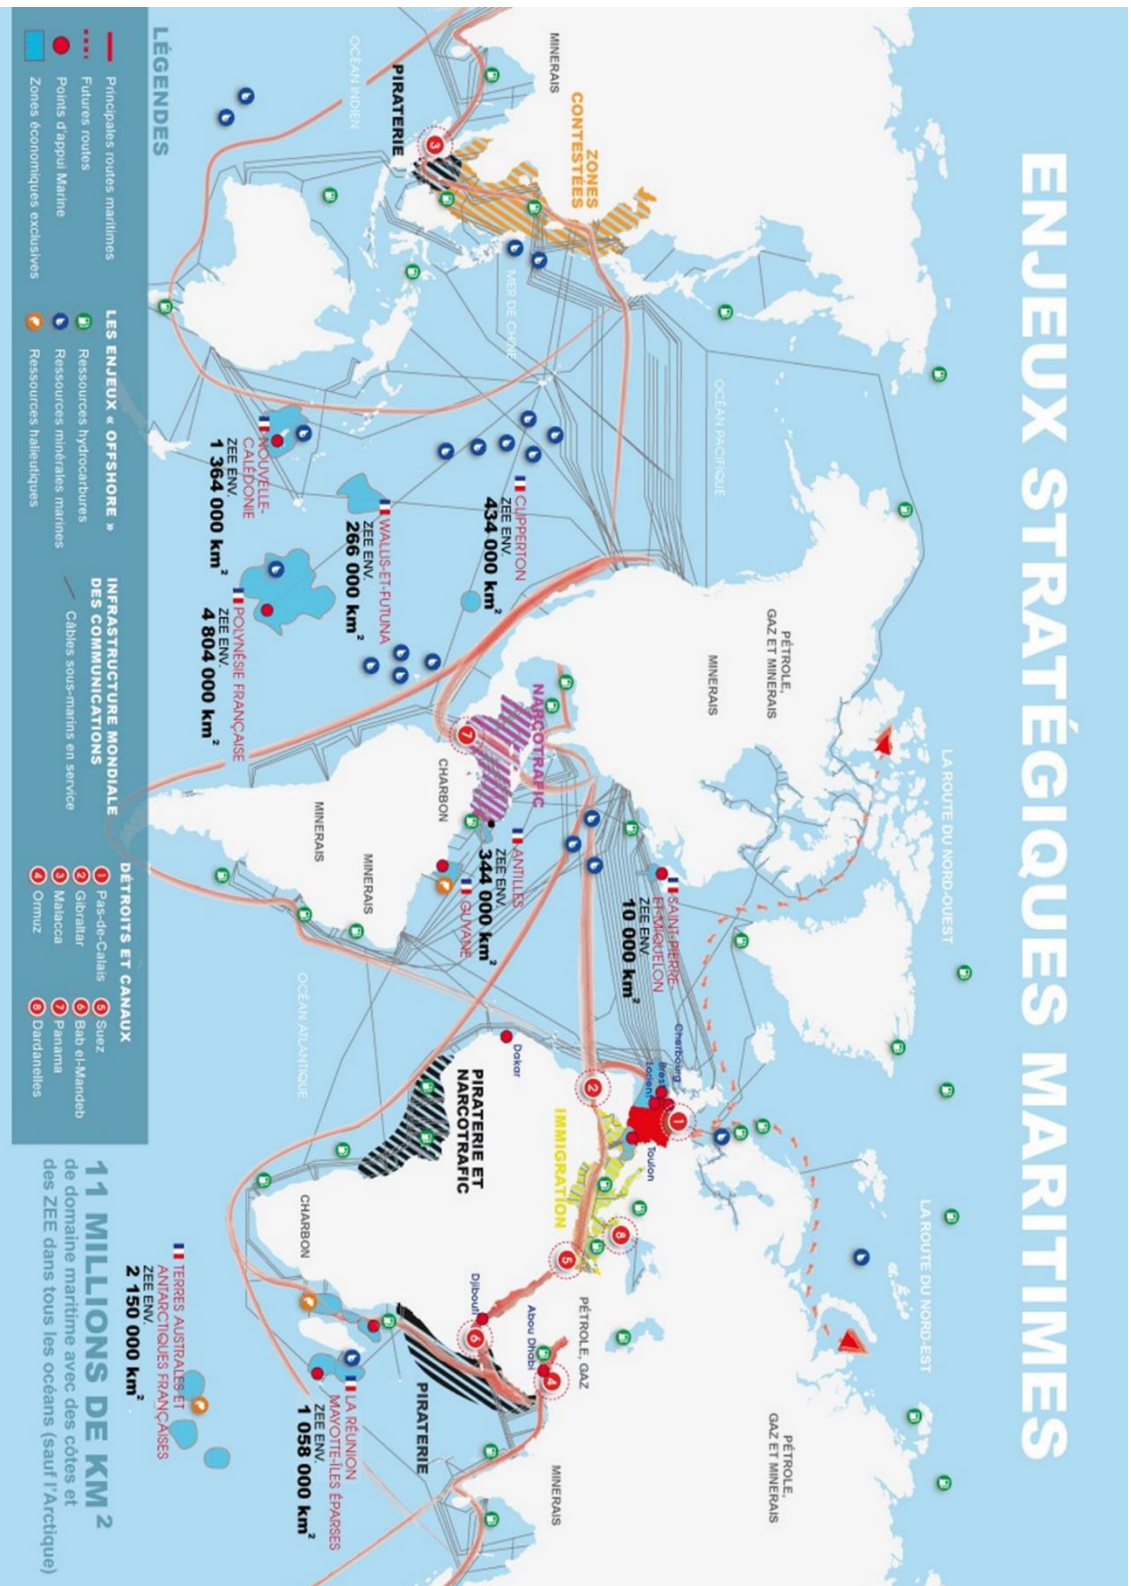 ENJEUX STRATÉGIQUES MARITIMES
LA ROUTE DU NORD-OUEST
LA ROUTE DU NORD-EST
MINERAIS
ZONES
CONTESTÉES
PIRATERIE
OCÉAN INDIEN
MER DE CHINE
OCÉAN PACIFIQUE
PÉTROLE,
GAZ ET MINERAIS
MINERAIS
CLIPPERTON
ZEE ENV.
434 000 km²
WALLIS-ET-FUTUNA
ZEE ENV.
266 000 km²
NOUVELLE-
CALÉDONIE
ZEE ENV.
1 364 000 km²
POLYNÉSIE FRANÇAISE
ZEE ENV.
4 804 000 km²
NARCOTRAFIC
7
CHARBON
MINERAIS
MINERAIS
ANTILLES
ZEE ENV.
344 000 km²
GUYANE
SAINT-PIERRE-
ET-MIQUELON
ZEE ENV.
10 000 km²
OCÉAN ATLANTIQUE
Cherbourg
Brest
Lorient
Toulon
Dakar
1
2
3
IMMIGRATION
PIRATERIE ET
NARCOTRAFIC
8
5
PÉTROLE, GAZ
Djibouti
6
Abou Dhabi
4
CHARBON
PIRATERIE
MINERAIS
PÉTROLE,
GAZ ET MINERAIS
LA RÉUNION
MAYOTTE-ÎLES ÉPARSES
ZEE ENV.
1 058 000 km²
TERRES AUSTRALES ET
ANTARCTIQUES FRANÇAISES
ZEE ENV.
2 150 000 km²
LÉGENDES
Principales routes maritimes
Futures routes
Points d'appui Marine
Zones économiques exclusives
LES ENJEUX « OFFSHORE »
Ressources hydrocarbures
Ressources minérales marines
Ressources halieutiques
INFRASTRUCTURE MONDIALE
DES COMMUNICATIONS
Câbles sous-marins en service
DÉTROITS ET CANAUX
1 Pas-de-Calais
2 Gibraltar
3 Malacca
4 Ormuz
5 Suez
6 Bab el-Mandeb
7 Panama
8 Dardanelles
11 MILLIONS DE KM²
de domaine maritime avec des côtes et
des ZEE dans tous les océans (sauf l'Arctique)